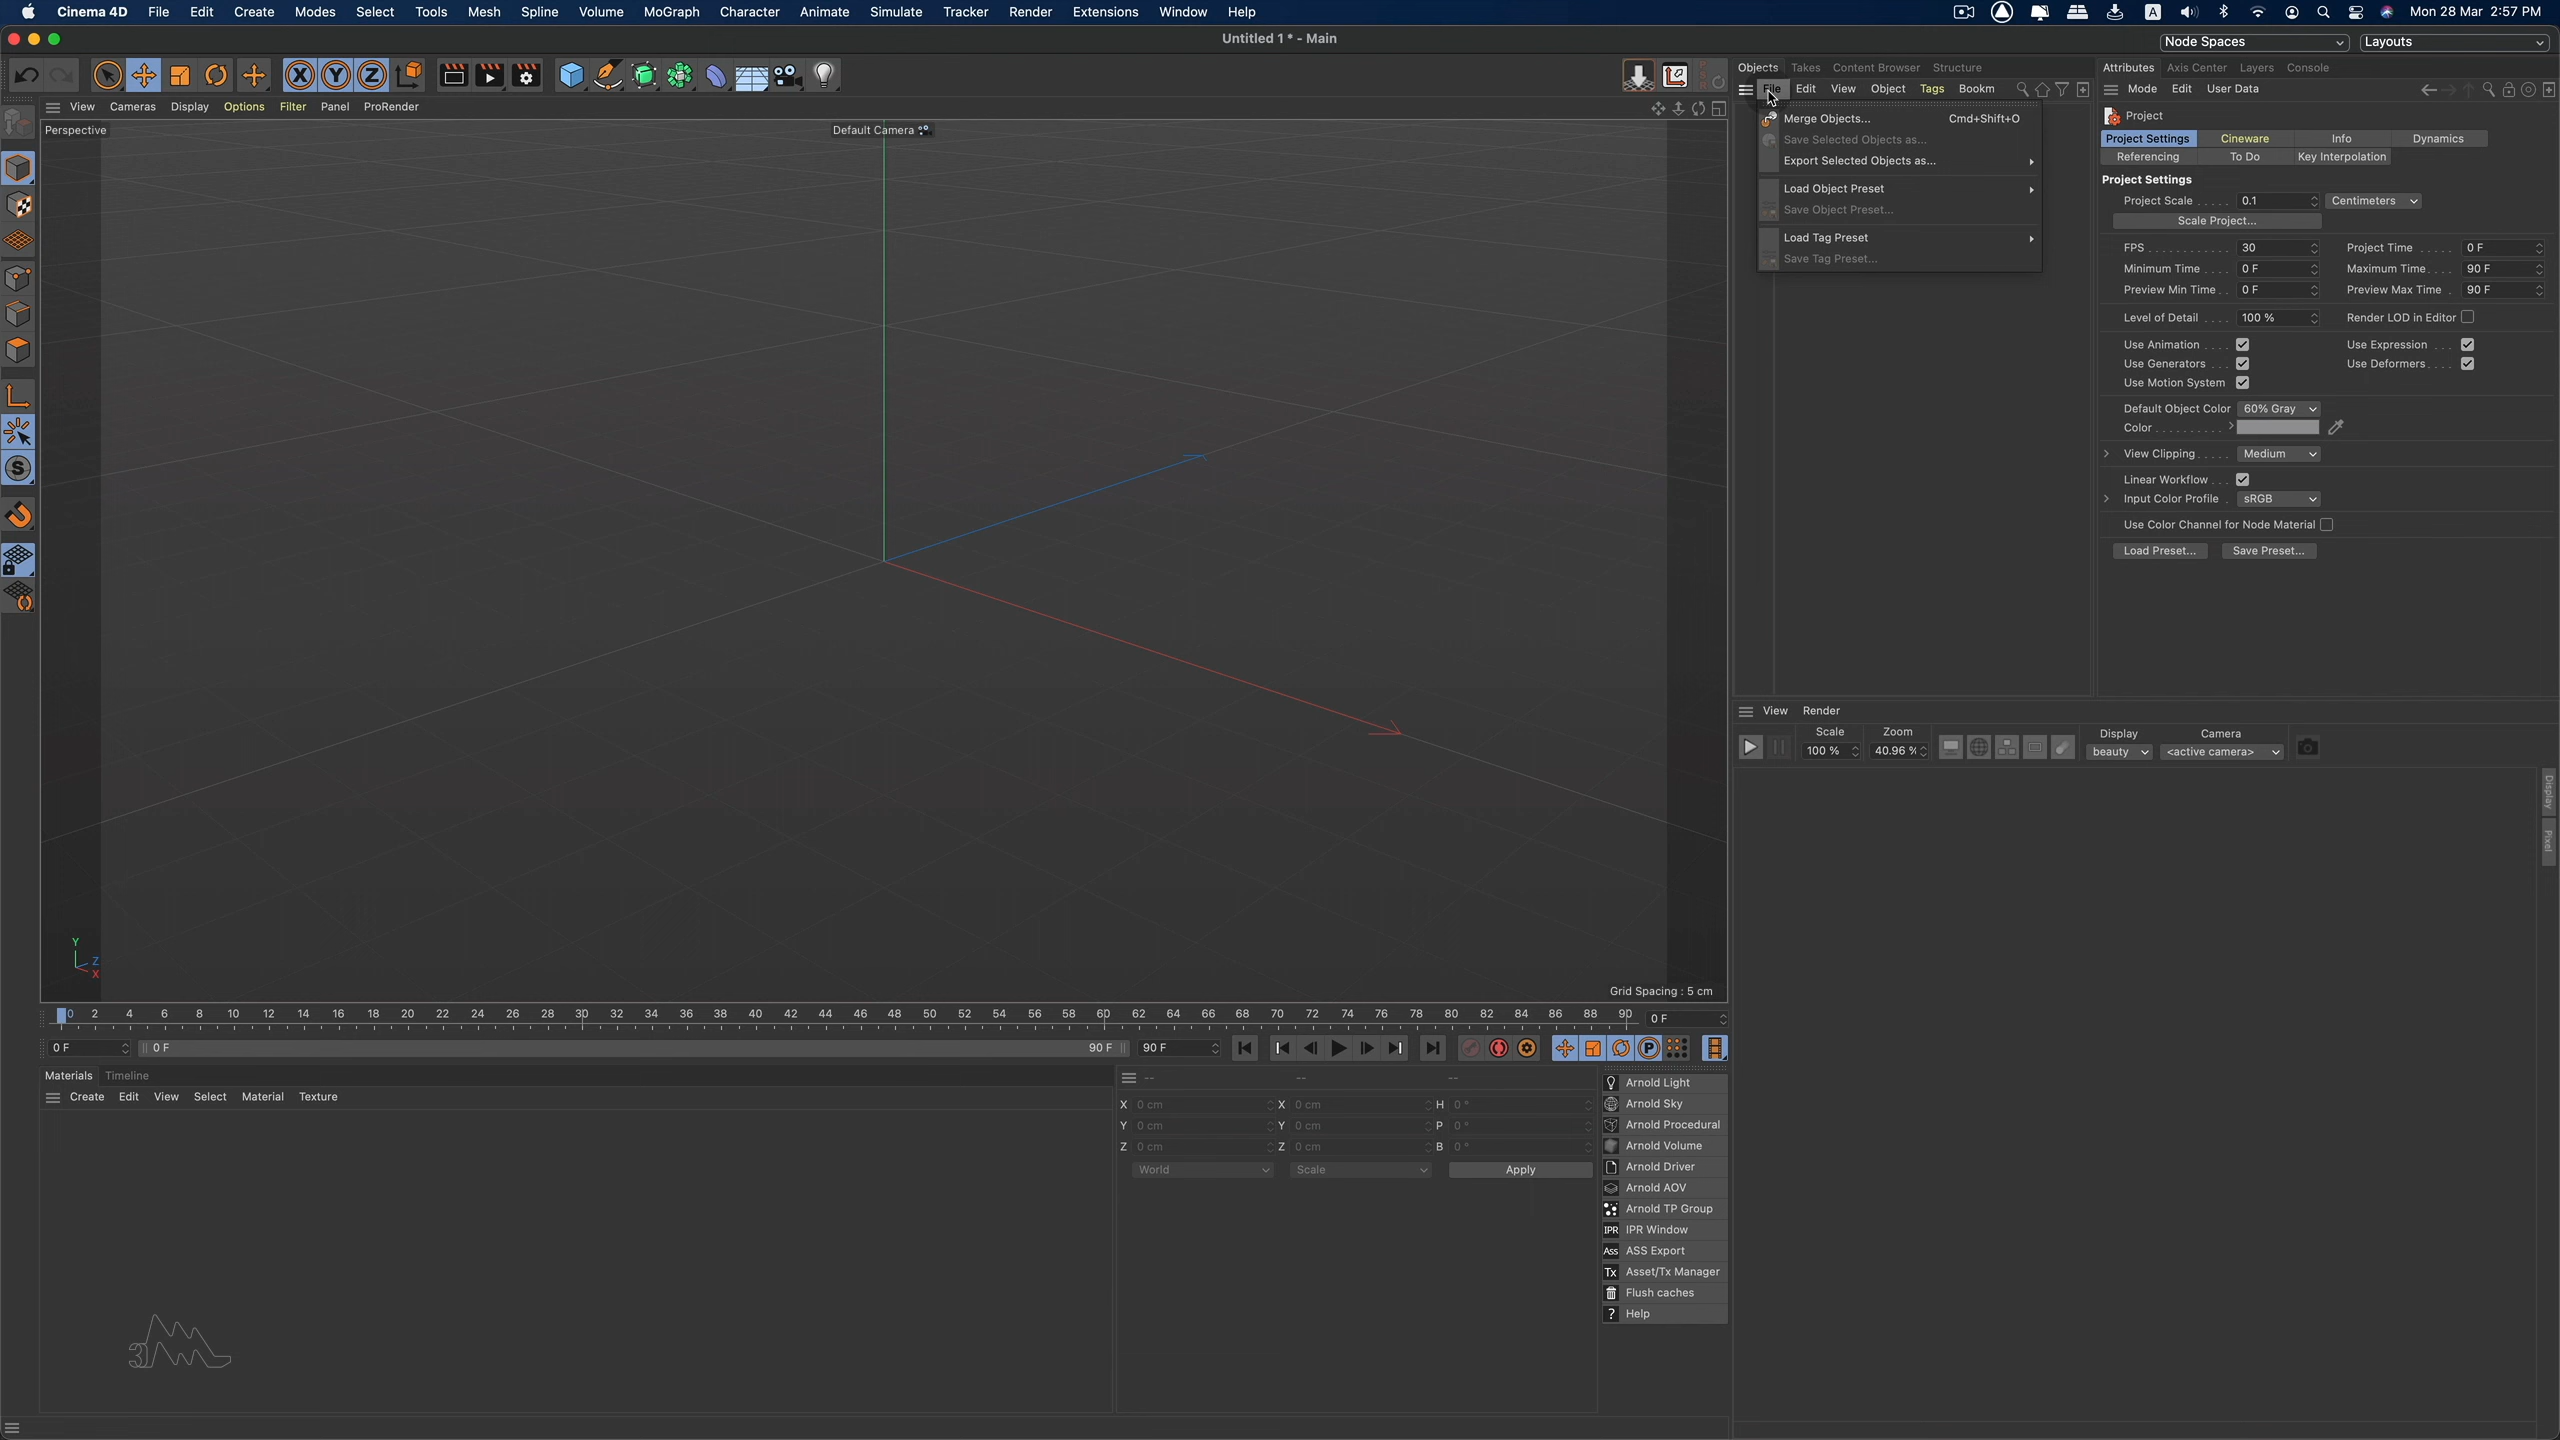 Cinema 4D File Edit Create Modes Select Tools Mesh Spline Volume MoGraph Character Animate Simulate Tracker Render Extensions Window Help
A Mon 28 Mar 2:57 PM
Untitled 1 * - Main
Node Spaces Layouts
Objects Takes Content Browser Structure
Attributes Axis Center Layers Console
X Y Z
File Edit View Object Tags Bookm
Mode Edit User Data
View Cameras Display Options Filter Panel ProRender
Perspective
Default Camera
Merge Objects... Cmd+Shift+O
Save Selected Objects as...
Export Selected Objects as...
Load Object Preset
Save Object Preset...
Load Tag Preset
Save Tag Preset...
Project
Project Settings Cineware Info Dynamics
Referencing To Do Key Interpolation
Project Settings
Project Scale ..... 0.1 Centimeters
Scale Project...
FPS........... 30 Project Time ..... 0 F
Minimum Time... 0 F Maximum Time.... 90 F
Preview Min Time.. 0 F Preview Max Time . 90 F
Level of Detail .... 100 % Render LOD in Editor
Use Animation .... Use Expression ...
Use Generators .. Use Deformers....
Use Motion System
Default Object Color 60% Gray
Color..........
View Clipping..... Medium
Linear Workflow ...
Input Color Profile . sRGB
Use Color Channel for Node Material
Load Preset... Save Preset...
S
View Render
Scale Zoom Display Camera
100 % 40.96 % beauty <active camera>
Display
Pixel
Y
Z
X
Grid Spacing : 5 cm
0 2 4 6 8 10 12 14 16 18 20 22 24 26 28 30 32 34 36 38 40 42 44 46 48 50 52 54 56 58 60 62 64 66 68 70 72 74 76 78 80 82 84 86 88 90 0 F
0 F 0 F 90 F 90 F P
Materials Timeline
Create Edit View Select Material Texture
-- -- --
X 0 cm X 0 cm H 0 °
Y 0 cm Y 0 cm P 0 °
Z 0 cm Z 0 cm B 0 °
World Scale Apply
Arnold Light
Arnold Sky
Arnold Procedural
Arnold Volume
Arnold Driver
Arnold AOV
Arnold TP Group
IPR IPR Window
Ass ASS Export
Tx Asset/Tx Manager
Flush caches
? Help